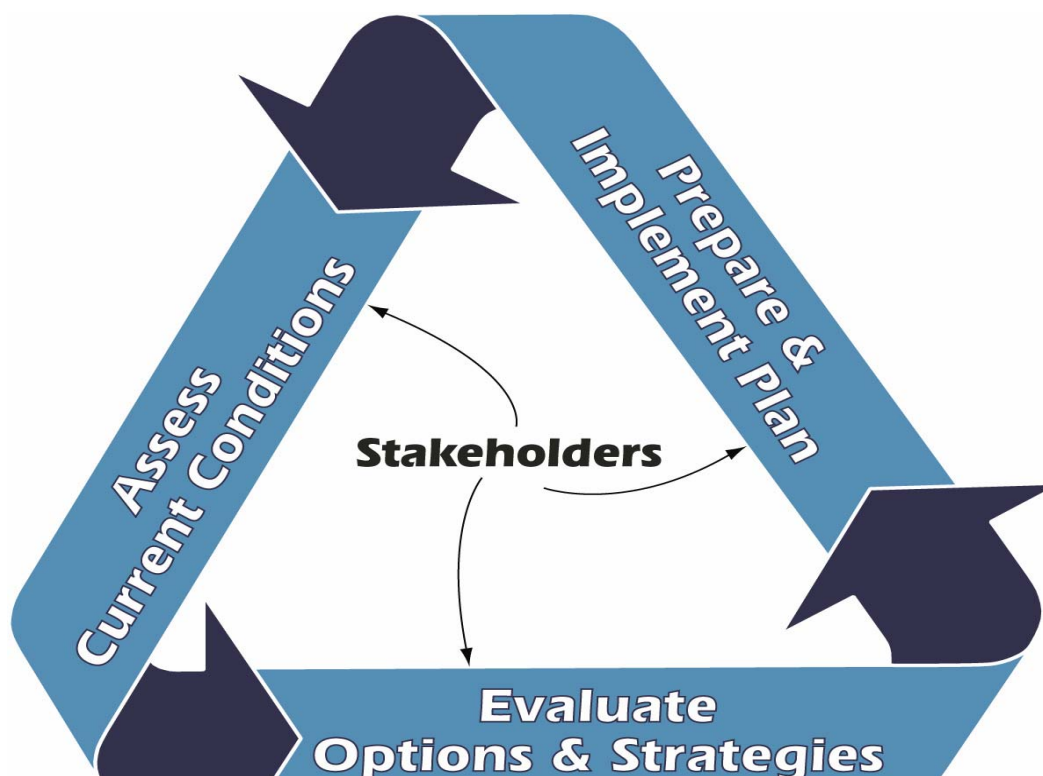 Prepare &
Implement Plan
Assess
Current Conditions
Stakeholders
Evaluate
Options & Strategies